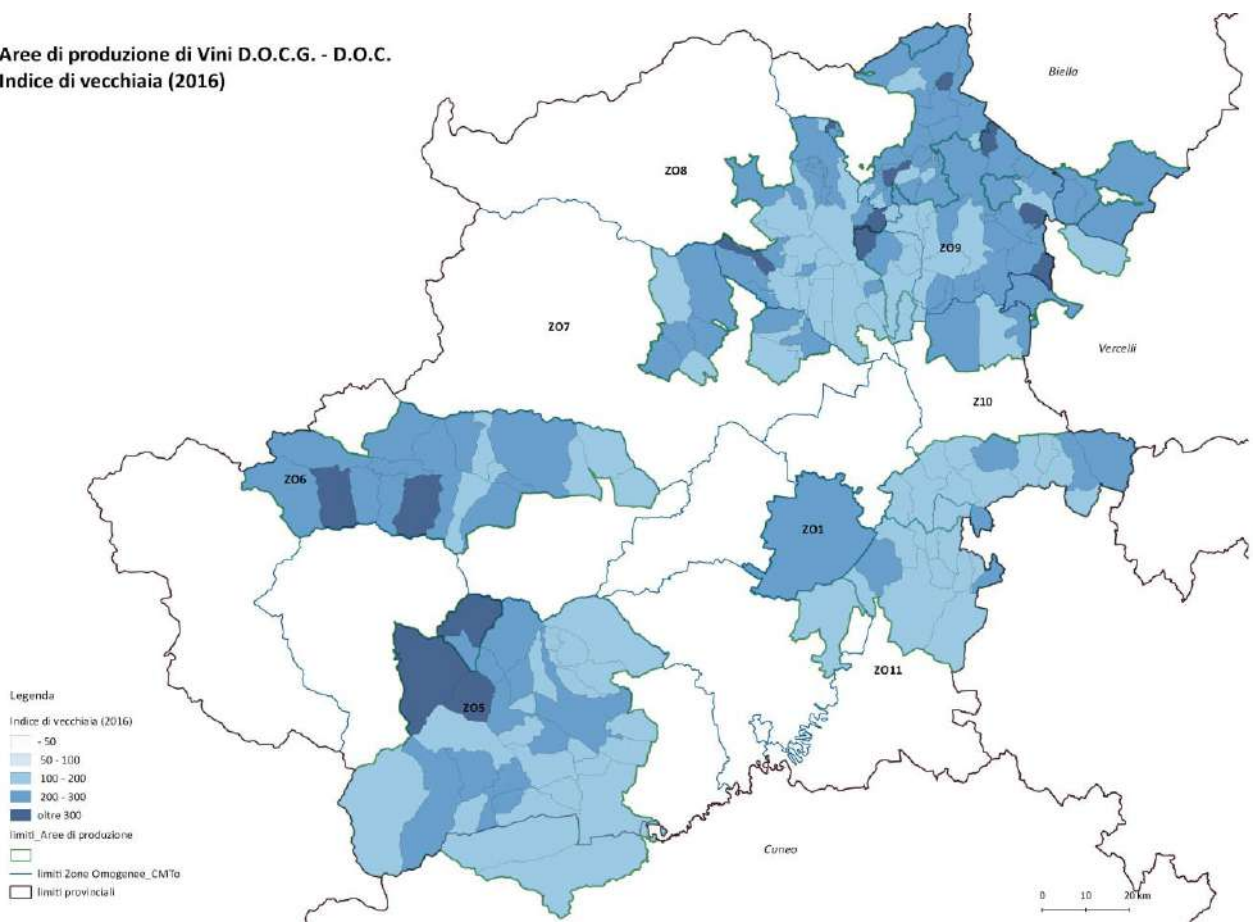 Aree di produzione di Vini D.O.C.G. - D.O.C.
Indice di vecchiaia (2016)
Biella
ZO8
ZO9
ZO7
Vercelli
Z10
ZO6
ZO1
ZO11
ZO5
Cuneo
Legenda
Indice di vecchiaia (2016)
- 50
50 - 100
100 - 200
200 - 300
oltre 300
limiti_Aree di produzione
limiti Zone Omogenee_CMTo
limiti provinciali
0 10 20 km